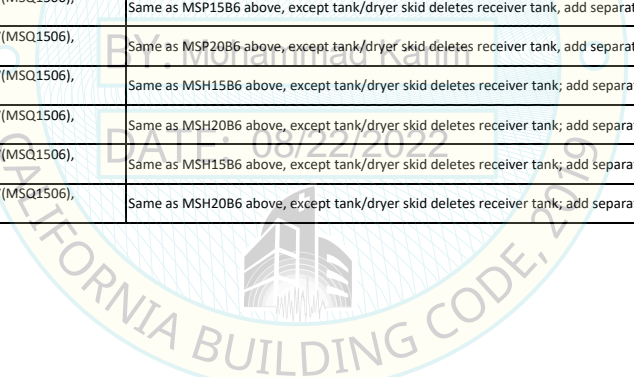 (MSQ1506), Same as MSP15B6 above, except tank/dryer skid deletes receiver tank, add separat
(MSQ1506), Same as MSP20B6 above, except tank/dryer skid deletes receiver tank, add separat
BY: Mohammad Karim
(MSQ1506), Same as MSH15B6 above, except tank/dryer skid deletes receiver tank; add separat
(MSQ1506), Same as MSH20B6 above, except tank/dryer skid deletes receiver tank; add separat
DATE: 08/22/2022
(MSQ1506), Same as MSH15B6 above, except tank/dryer skid deletes receiver tank; add separat
(MSQ1506), Same as MSH20B6 above, except tank/dryer skid deletes receiver tank; add separat
CALIFORNIA BUILDING CODE, 2019